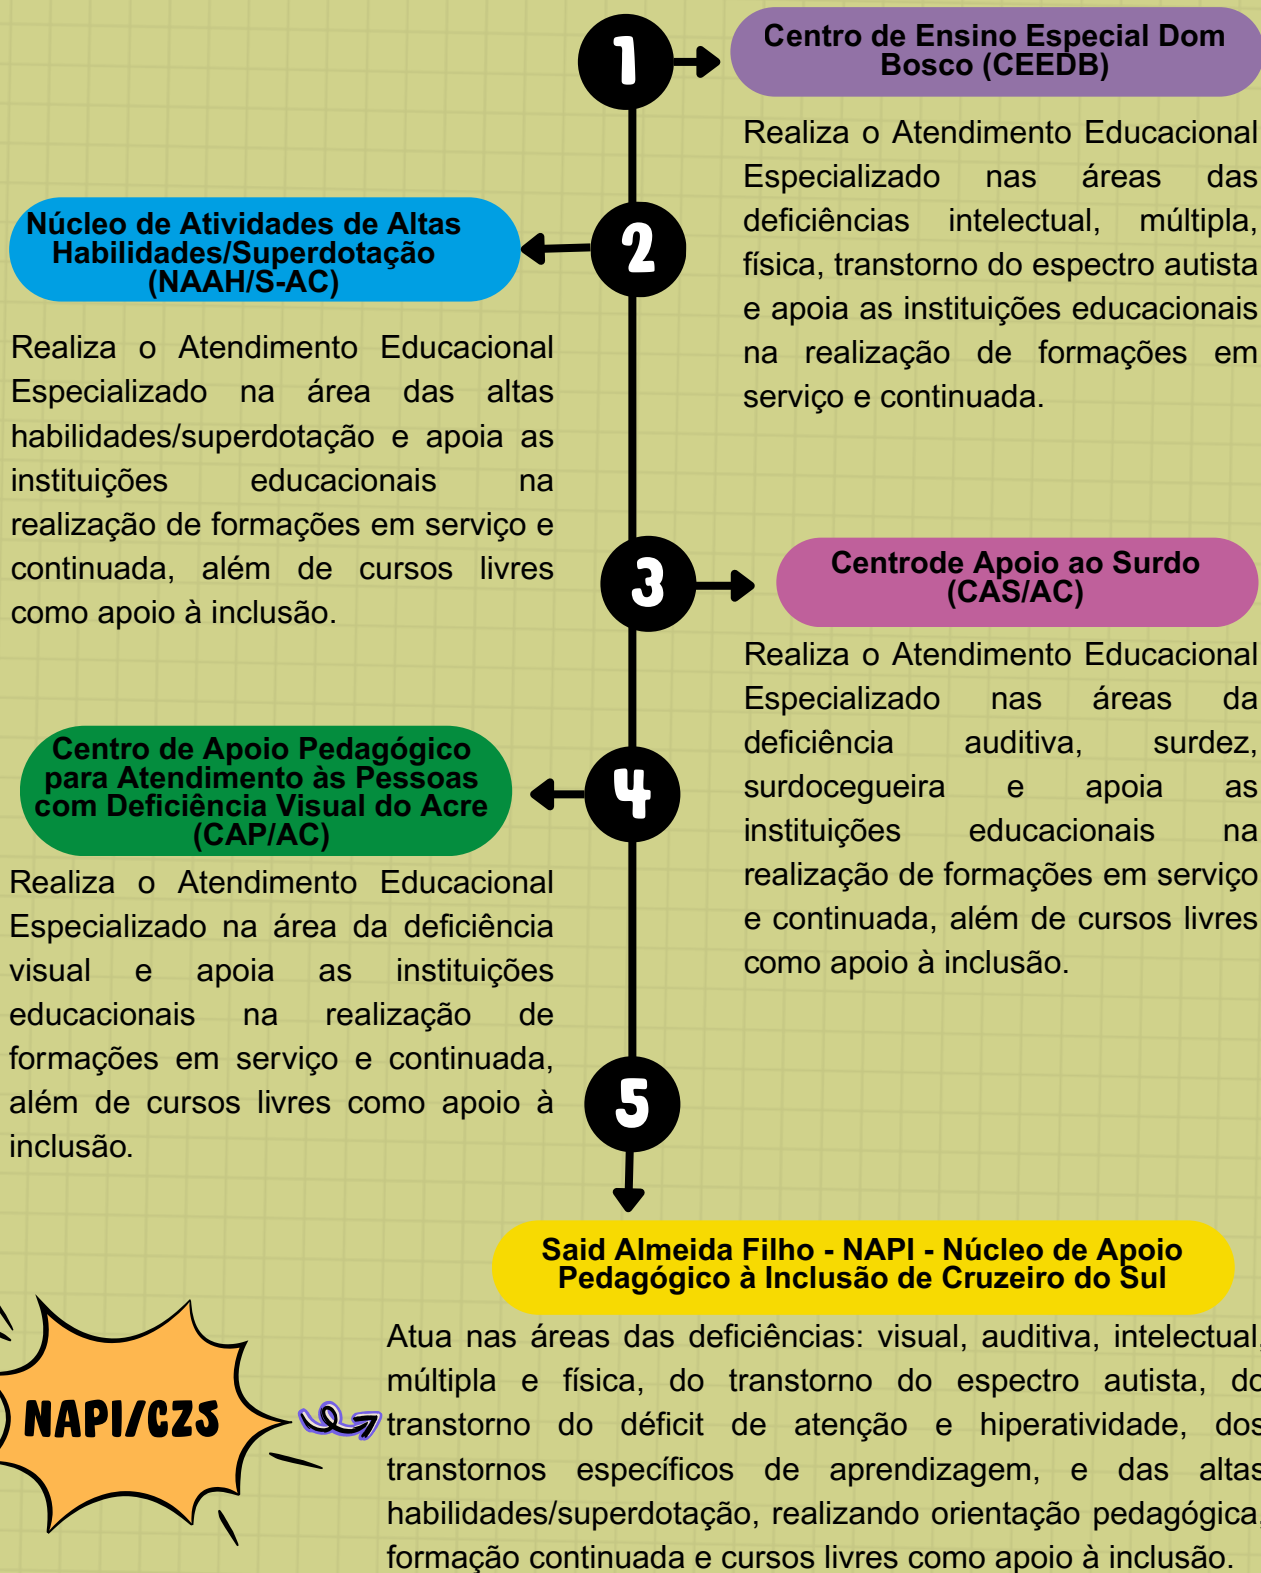 1
Centro de Ensino Especial Dom
Bosco (CEEDB)
Realiza o Atendimento Educacional
Especializado nas áreas das
deficiências intelectual, múltipla,
física, transtorno do espectro autista
e apoia as instituições educacionais
na realização de formações em
serviço e continuada.
2
Núcleo de Atividades de Altas
Habilidades/Superdotação
(NAAH/S-AC)
Realiza o Atendimento Educacional
Especializado na área das altas
habilidades/superdotação e apoia as
instituições educacionais na
realização de formações em serviço e
continuada, além de cursos livres
como apoio à inclusão.
3
Centrode Apoio ao Surdo
(CAS/AC)
Realiza o Atendimento Educacional
Especializado nas áreas da
deficiência auditiva, surdez,
surdocegueira e apoia as
instituições educacionais na
realização de formações em serviço
e continuada, além de cursos livres
como apoio à inclusão.
4
Centro de Apoio Pedagógico
para Atendimento às Pessoas
com Deficiência Visual do Acre
(CAP/AC)
Realiza o Atendimento Educacional
Especializado na área da deficiência
visual e apoia as instituições
educacionais na realização de
formações em serviço e continuada,
além de cursos livres como apoio à
inclusão.
5
Said Almeida Filho - NAPI - Núcleo de Apoio
Pedagógico à Inclusão de Cruzeiro do Sul
NAPI/CZS
Atua nas áreas das deficiências: visual, auditiva, intelectual,
múltipla e física, do transtorno do espectro autista, do
transtorno do déficit de atenção e hiperatividade, dos
transtornos específicos de aprendizagem, e das altas
habilidades/superdotação, realizando orientação pedagógica,
formação continuada e cursos livres como apoio à inclusão.